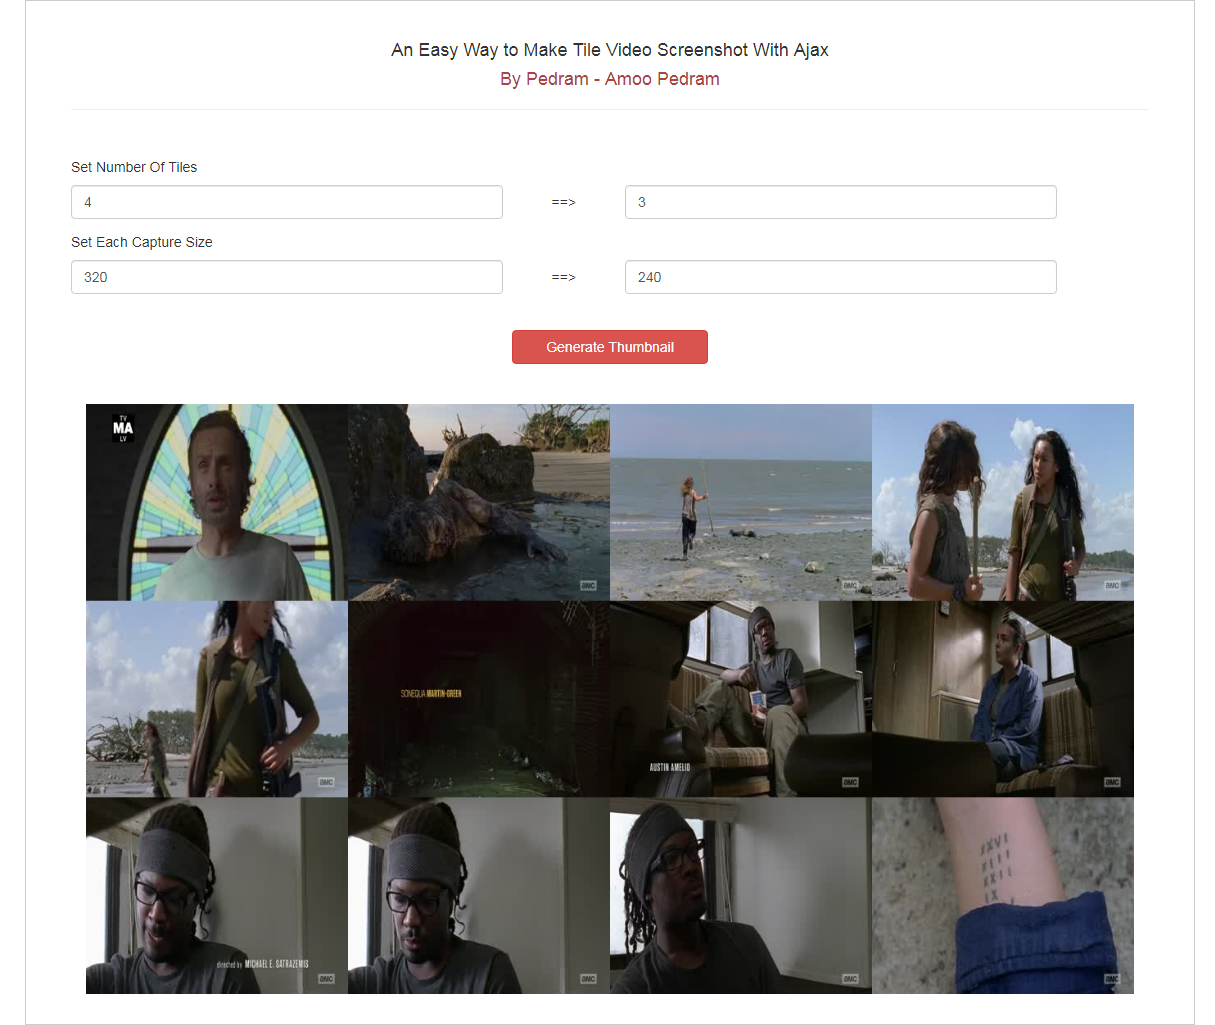 An Easy Way to Make Tile Video Screenshot With Ajax
By Pedram - Amoo Pedram
Set Number Of Tiles
4 ==> 3
Set Each Capture Size
320 ==> 240
Generate Thumbnail
TV
MA
LV
amc
amc
amc
amc
SONEQUA MARTIN-GREEN
AUSTIN AMELIO
amc
amc
directed by MICHAEL E. SATRAZEMIS
amc
amc
amc
XXII
IX
amc